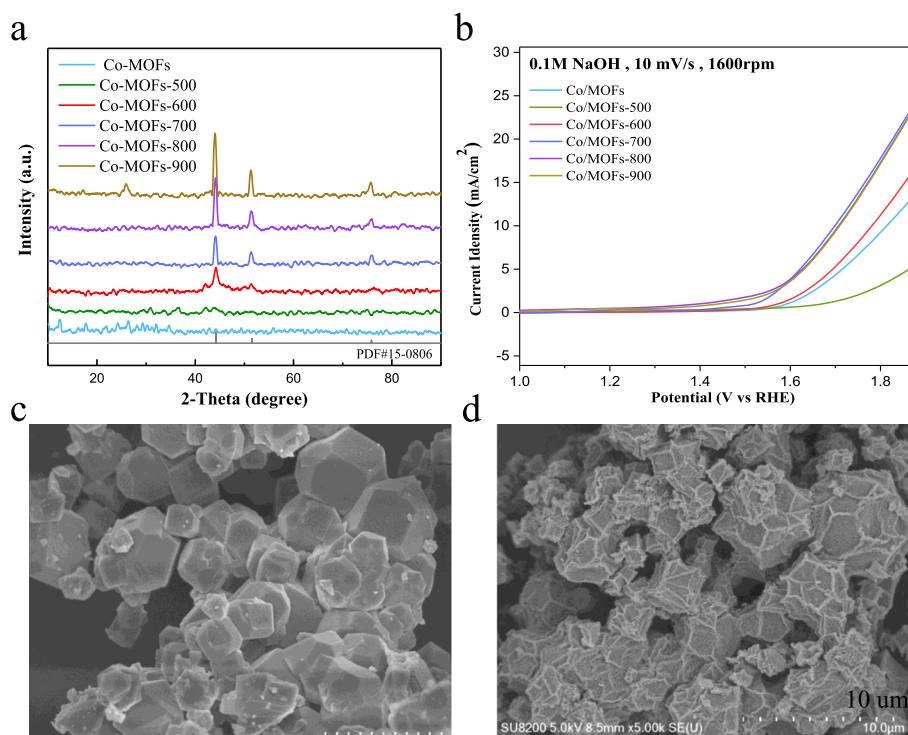 a
Co-MOFs
Co-MOFs-500
Co-MOFs-600
Co-MOFs-700
Co-MOFs-800
Co-MOFs-900
Intensity (a.u.)
PDF#15-0806
20 40 60 80
2-Theta (degree)
b
0.1M NaOH , 10 mV/s , 1600rpm
Co/MOFs
Co/MOFs-500
Co/MOFs-600
Co/MOFs-700
Co/MOFs-800
Co/MOFs-900
Current Idensity (mA/cm2)
30
25
20
15
10
5
0
-5
1.0 1.2 1.4 1.6 1.8
Potential (V vs RHE)
c
d
10 um
SU8200 5.0kV 8.5mm x5.00k SE(U) 10.0µm